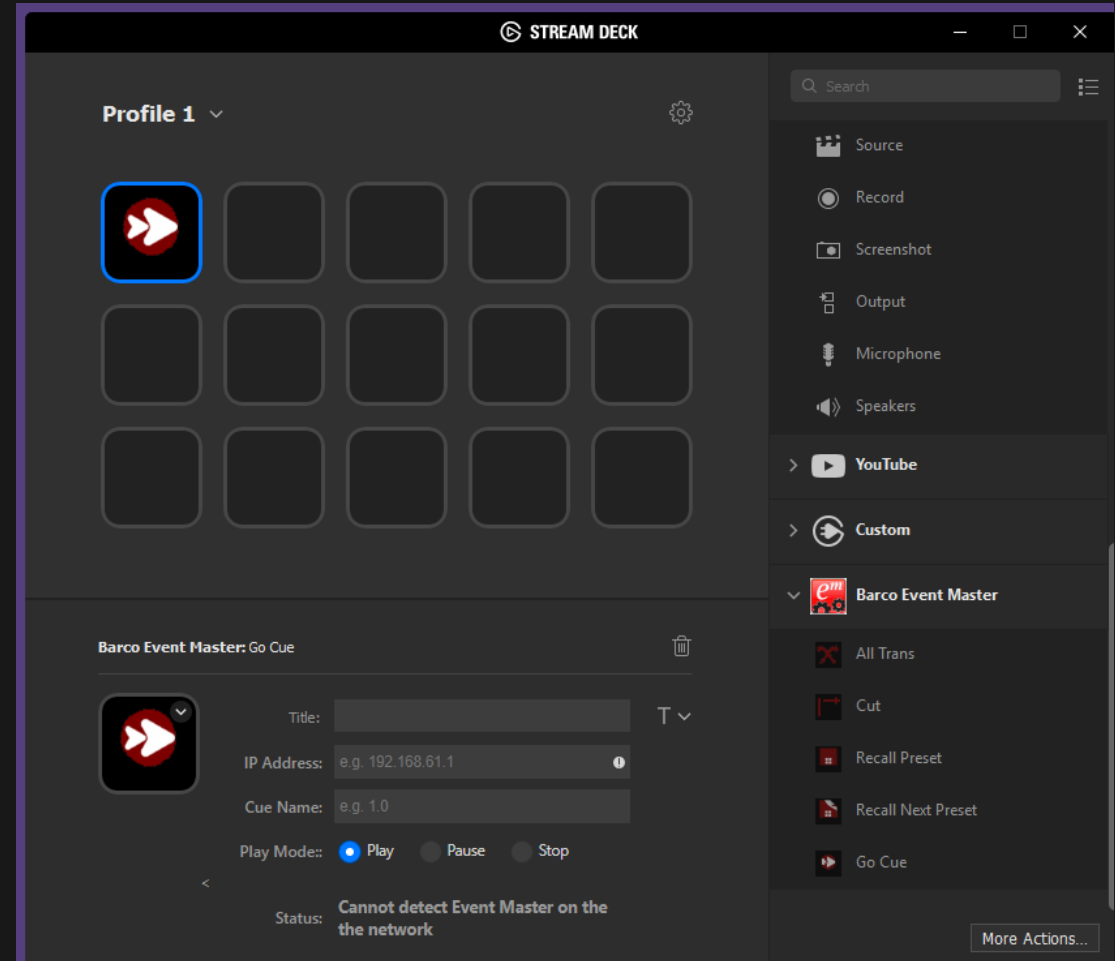 STREAM DECK
Profile 1
Search
Source
Record
Screenshot
Output
Microphone
Speakers
YouTube
Custom
em
Barco Event Master
All Trans
Cut
Recall Preset
Recall Next Preset
Go Cue
More Actions...
Barco Event Master: Go Cue
Title:
T
IP Address: e.g. 192.168.61.1
Cue Name: e.g. 1.0
Play Mode:: Play Pause Stop
<
Status: Cannot detect Event Master on the
the network